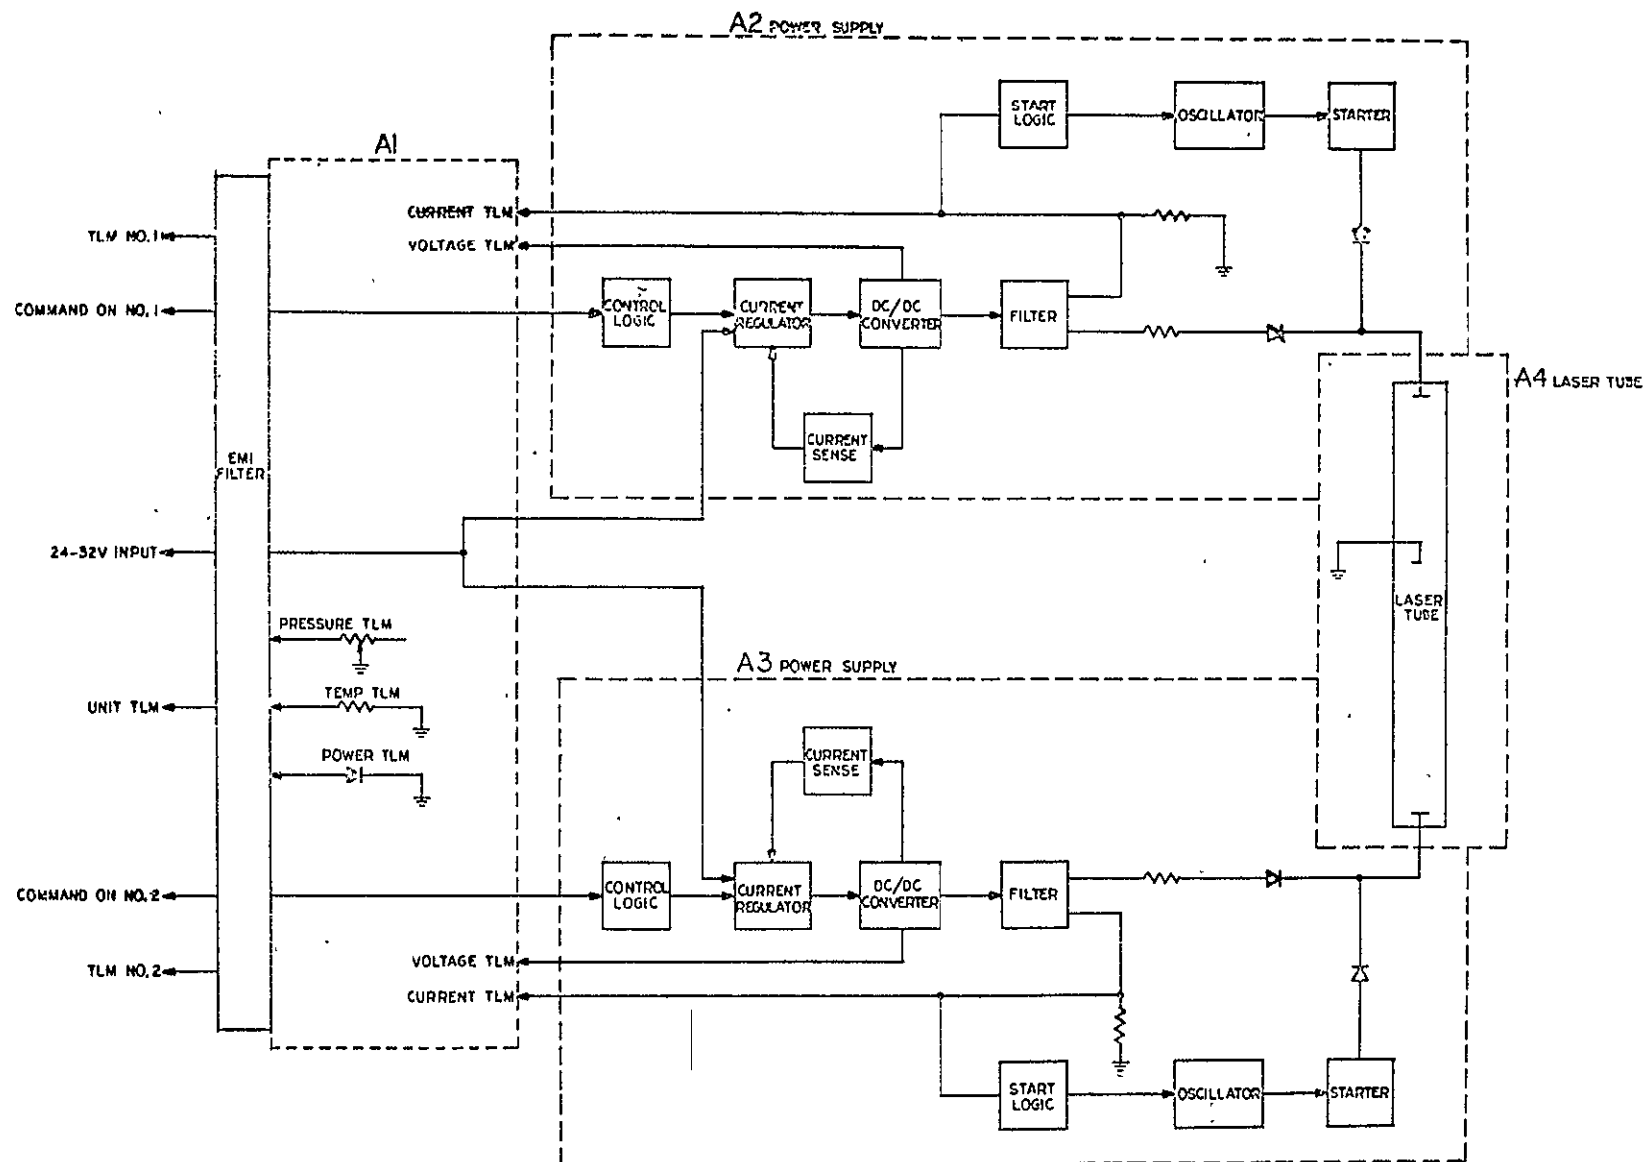 A2 POWER SUPPLY
START
LOGIC
OSCILLATOR
STARTER
A1
CURRENT TLM
TLM NO.1
VOLTAGE TLM
COMMAND ON NO.1
CONTROL
LOGIC
CURRENT
REGULATOR
DC/DC
CONVERTER
FILTER
A4 LASER TUBE
CURRENT
SENSE
EMI
FILTER
24-32V INPUT
LASER
TUBE
PRESSURE TLM
A3 POWER SUPPLY
TEMP TLM
UNIT TLM
POWER TLM
CURRENT
SENSE
COMMAND ON NO.2
CONTROL
LOGIC
CURRENT
REGULATOR
DC/DC
CONVERTER
FILTER
VOLTAGE TLM
TLM NO.2
CURRENT TLM
START
LOGIC
OSCILLATOR
STARTER